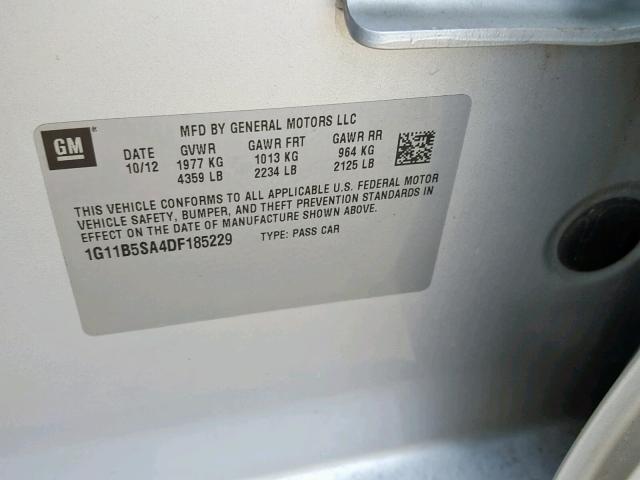 GM
MFD BY GENERAL MOTORS LLC
DATE GVWR GAWR FRT GAWR RR
10/12 1977 KG 1013 KG 964 KG
4359 LB 2234 LB 2125 LB
THIS VEHICLE CONFORMS TO ALL APPLICABLE U.S. FEDERAL MOTOR
VEHICLE SAFETY, BUMPER, AND THEFT PREVENTION STANDARDS IN
EFFECT ON THE DATE OF MANUFACTURE SHOWN ABOVE.
1G11B5SA4DF185229 TYPE: PASS CAR